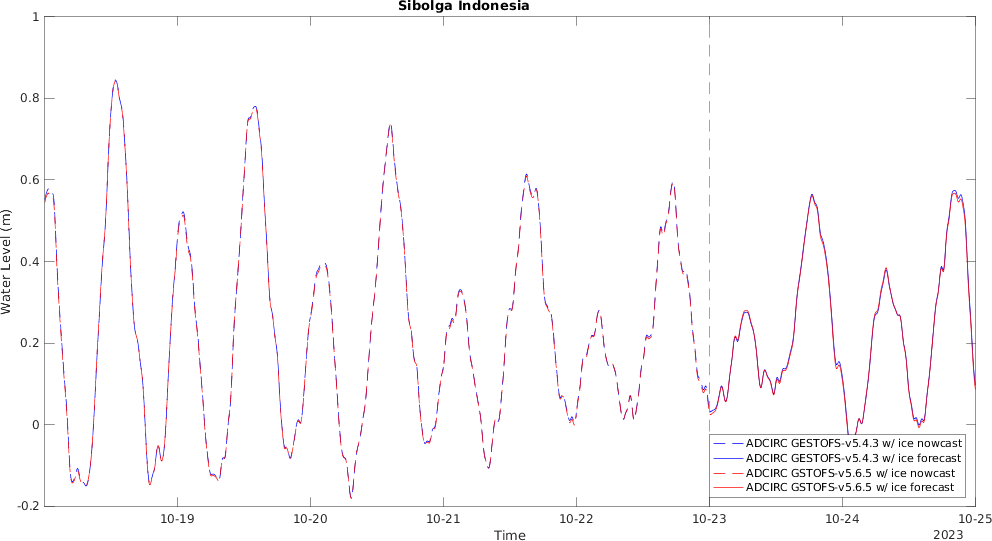 Sibolga Indonesia
1
0.8
0.6
0.4
0.2
0
-0.2
Water Level (m)
10-19
10-20
10-21
10-22
10-23
10-24
10-25
Time
2023
ADCIRC GESTOFS-v5.4.3 w/ ice nowcast
ADCIRC GESTOFS-v5.4.3 w/ ice forecast
ADCIRC GSTOFS-v5.6.5 w/ ice nowcast
ADCIRC GSTOFS-v5.6.5 w/ ice forecast